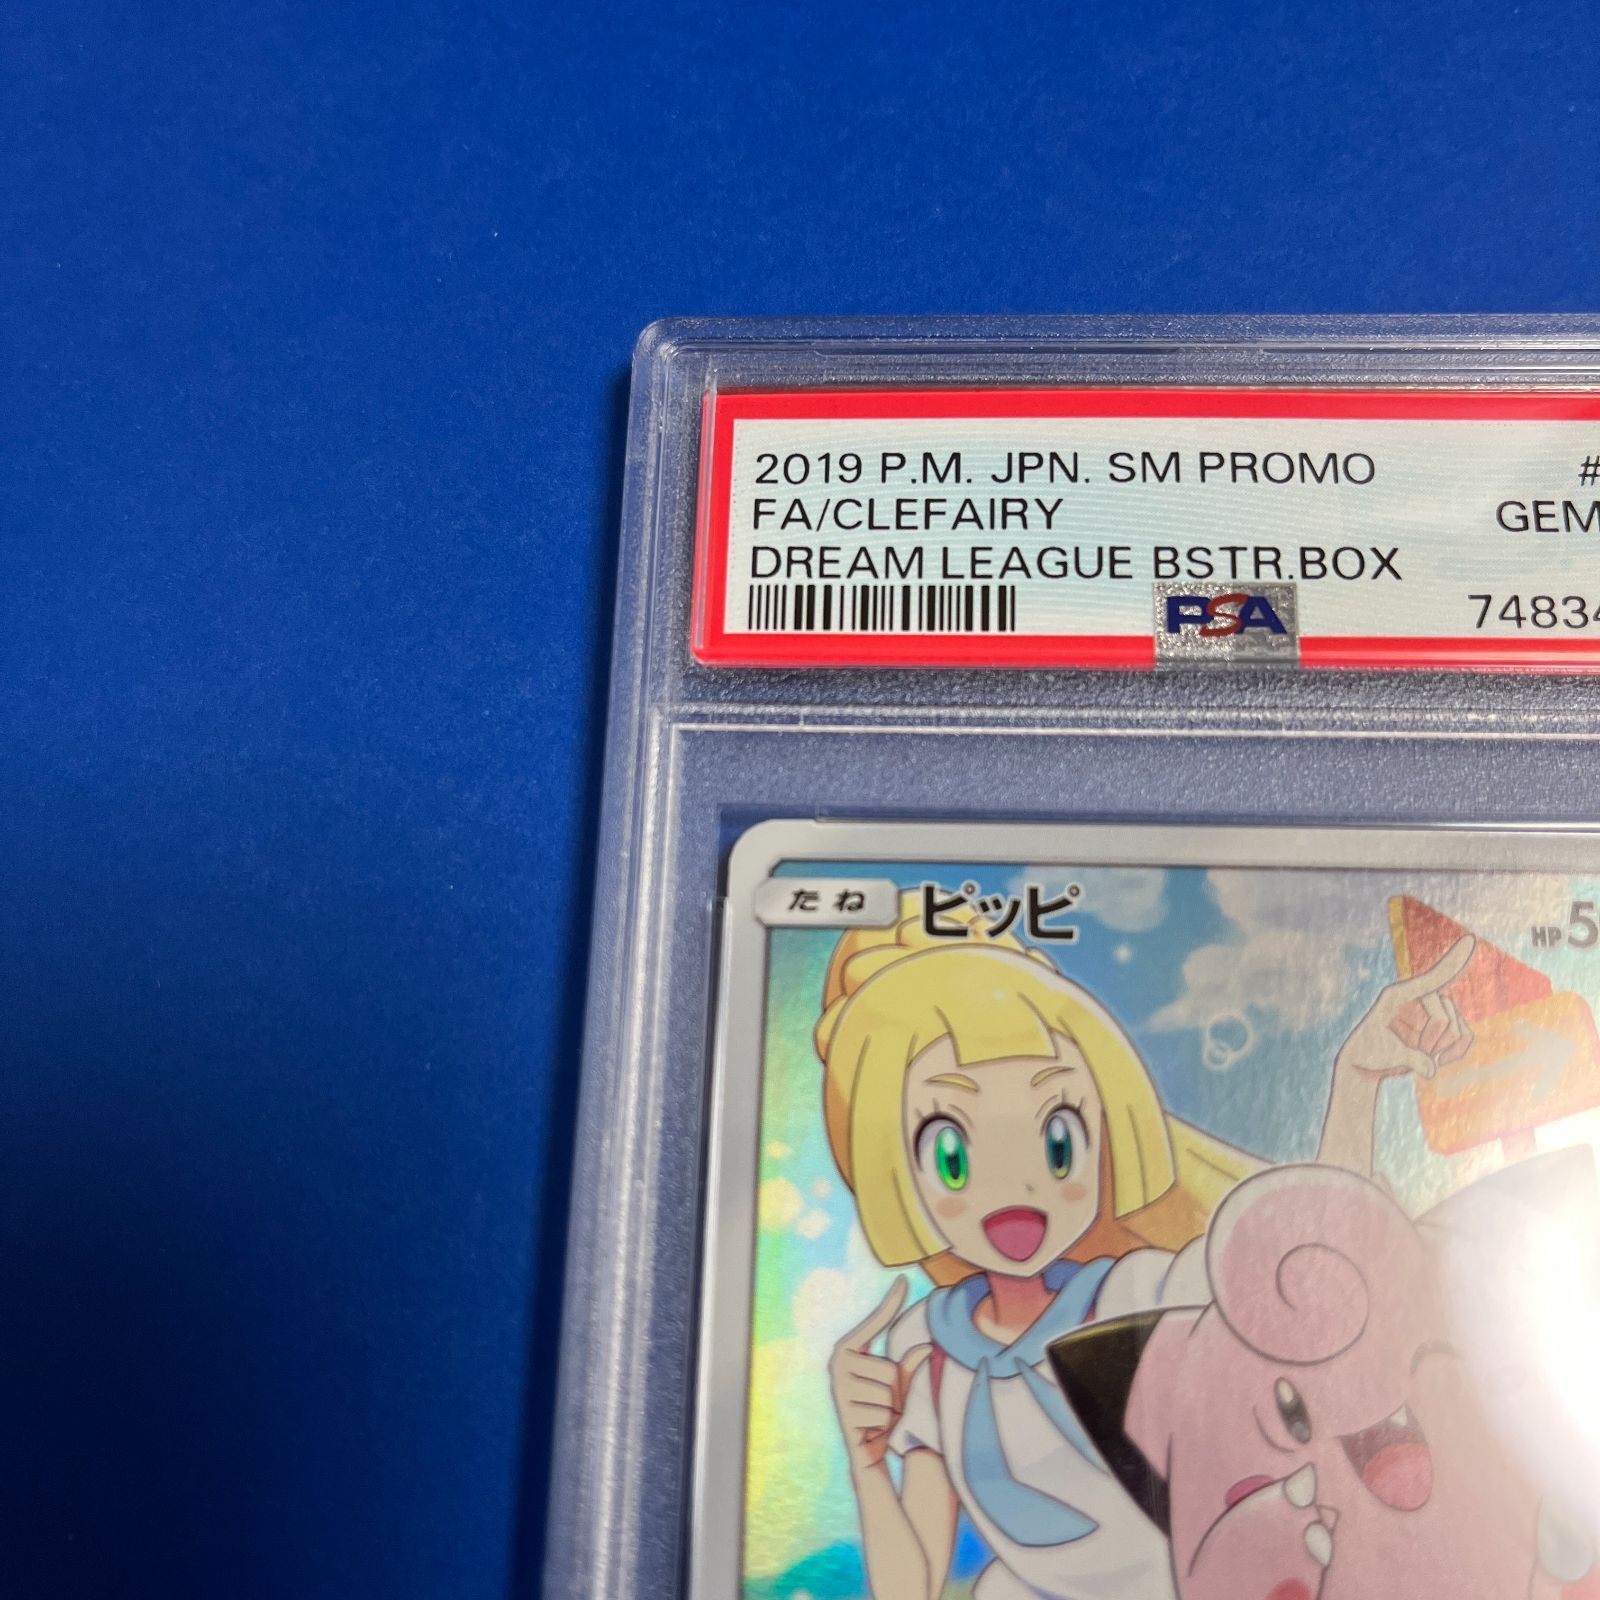 2019 P.M. JPN. SM PROMO #
FA/CLEFAIRY GEM
DREAM LEAGUE BSTR.BOX
PSA 7483
たね ピッピ HP 5